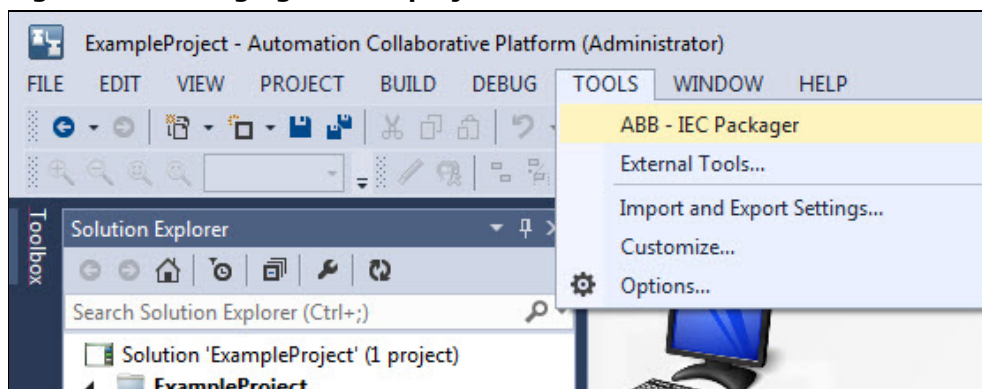 ExampleProject - Automation Collaborative Platform (Administrator)
FILE EDIT VIEW PROJECT BUILD DEBUG TOOLS WINDOW HELP
ABB - IEC Packager
External Tools...
Import and Export Settings...
Customize...
Options...
Toolbox
Solution Explorer
Search Solution Explorer (Ctrl+;)
Solution 'ExampleProject' (1 project)
ExampleProject